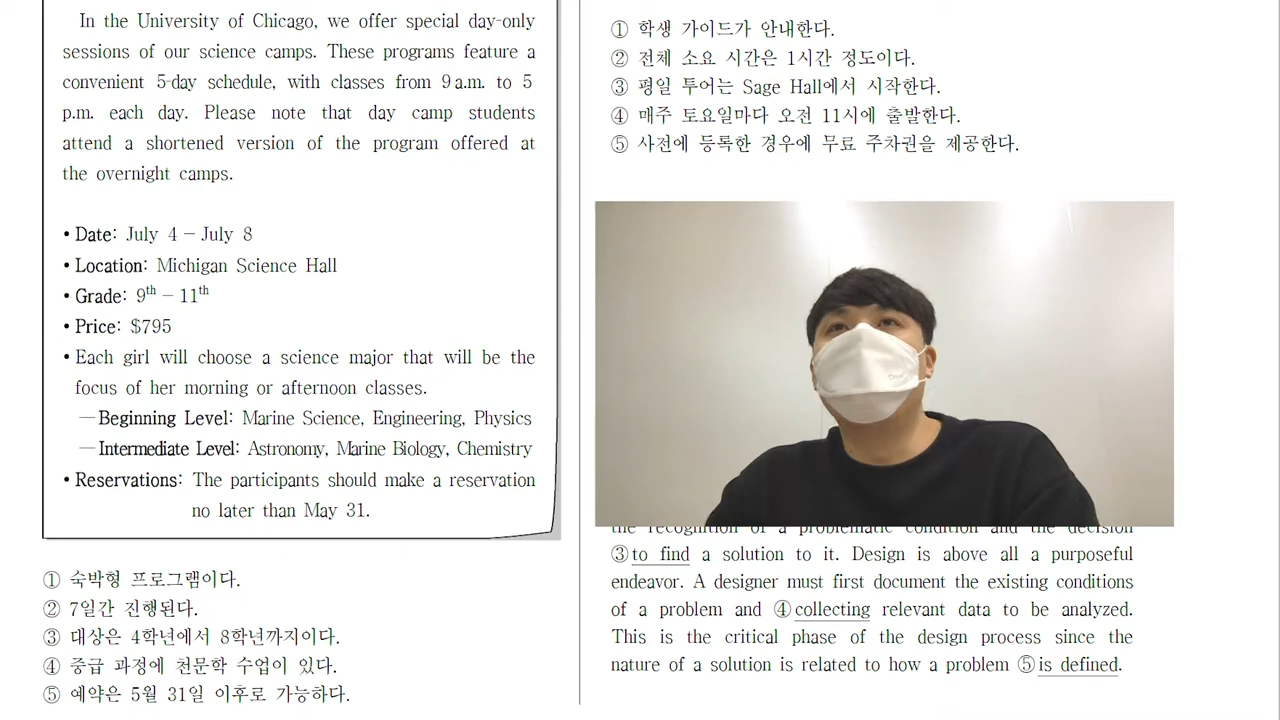 In the University of Chicago, we offer special day-only
sessions of our science camps. These programs feature a
convenient 5-day schedule, with classes from 9 a.m. to 5
p.m. each day. Please note that day camp students
attend a shortened version of the program offered at
the overnight camps.
• Date: July 4 – July 8
• Location: Michigan Science Hall
• Grade: 9th – 11th
• Price: $795
• Each girl will choose a science major that will be the
focus of her morning or afternoon classes.
— Beginning Level: Marine Science, Engineering, Physics
— Intermediate Level: Astronomy, Marine Biology, Chemistry
• Reservations: The participants should make a reservation
no later than May 31.
① 숙박형 프로그램이다.
② 7일간 진행된다.
③ 대상은 4학년에서 8학년까지이다.
④ 중급 과정에 천문학 수업이 있다.
⑤ 예약은 5월 31일 이후로 가능하다.
① 학생 가이드가 안내한다.
② 전체 소요 시간은 1시간 정도이다.
③ 평일 투어는 Sage Hall에서 시작한다.
④ 매주 토요일마다 오전 11시에 출발한다.
⑤ 사전에 등록한 경우에 무료 주차권을 제공한다.
the recognition of a problematic condition and the decision
③ to find a solution to it. Design is above all a purposeful
endeavor. A designer must first document the existing conditions
of a problem and ④ collecting relevant data to be analyzed.
This is the critical phase of the design process since the
nature of a solution is related to how a problem ⑤ is defined.